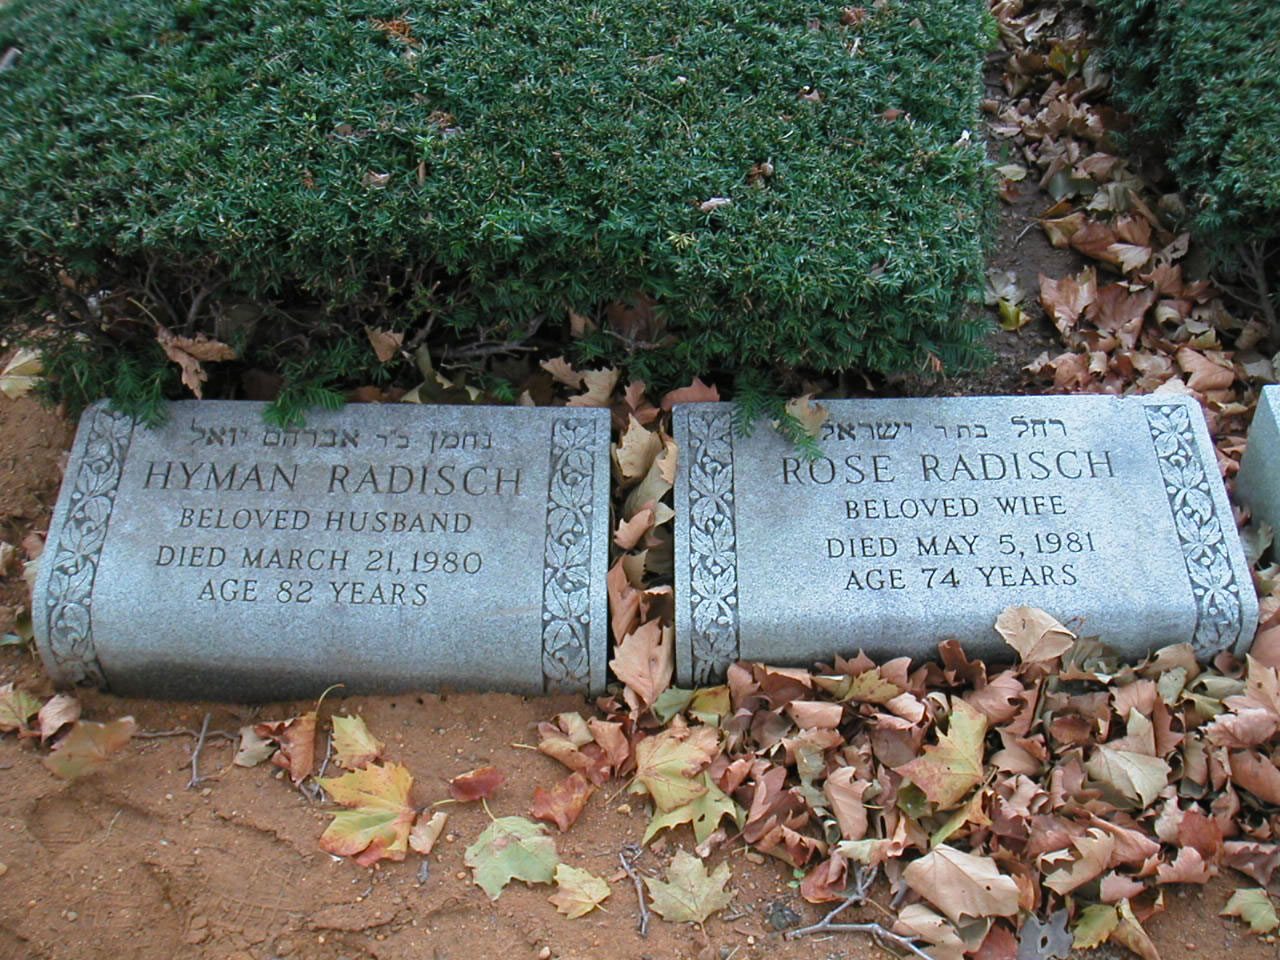 נחמן ב'ר אברהם יואל
HYMAN RADISCH
BELOVED HUSBAND
DIED MARCH 21, 1980
AGE 82 YEARS
רחל בת ר ישראל
ROSE RADISCH
BELOVED WIFE
DIED MAY 5, 1981
AGE 74 YEARS